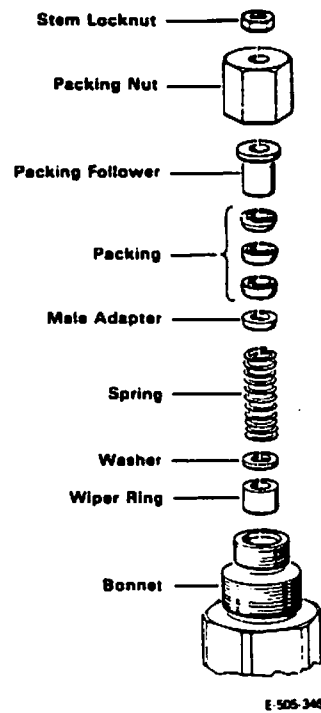 Stem Locknut
Packing Nut
Packing Follower
Packing
Male Adapter
Spring
Washer
Wiper Ring
Bonnet
E-505-346